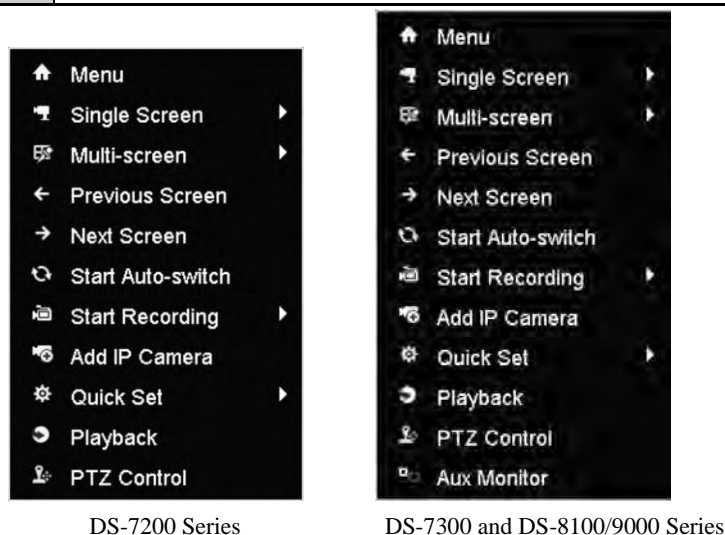 Menu
Single Screen
Multi-screen
Previous Screen
Next Screen
Start Auto-switch
Start Recording
Add IP Camera
Quick Set
Playback
PTZ Control
DS-7200 Series
Menu
Single Screen
Multi-screen
Previous Screen
Next Screen
Start Auto-switch
Start Recording
Add IP Camera
Quick Set
Playback
PTZ Control
Aux Monitor
DS-7300 and DS-8100/9000 Series